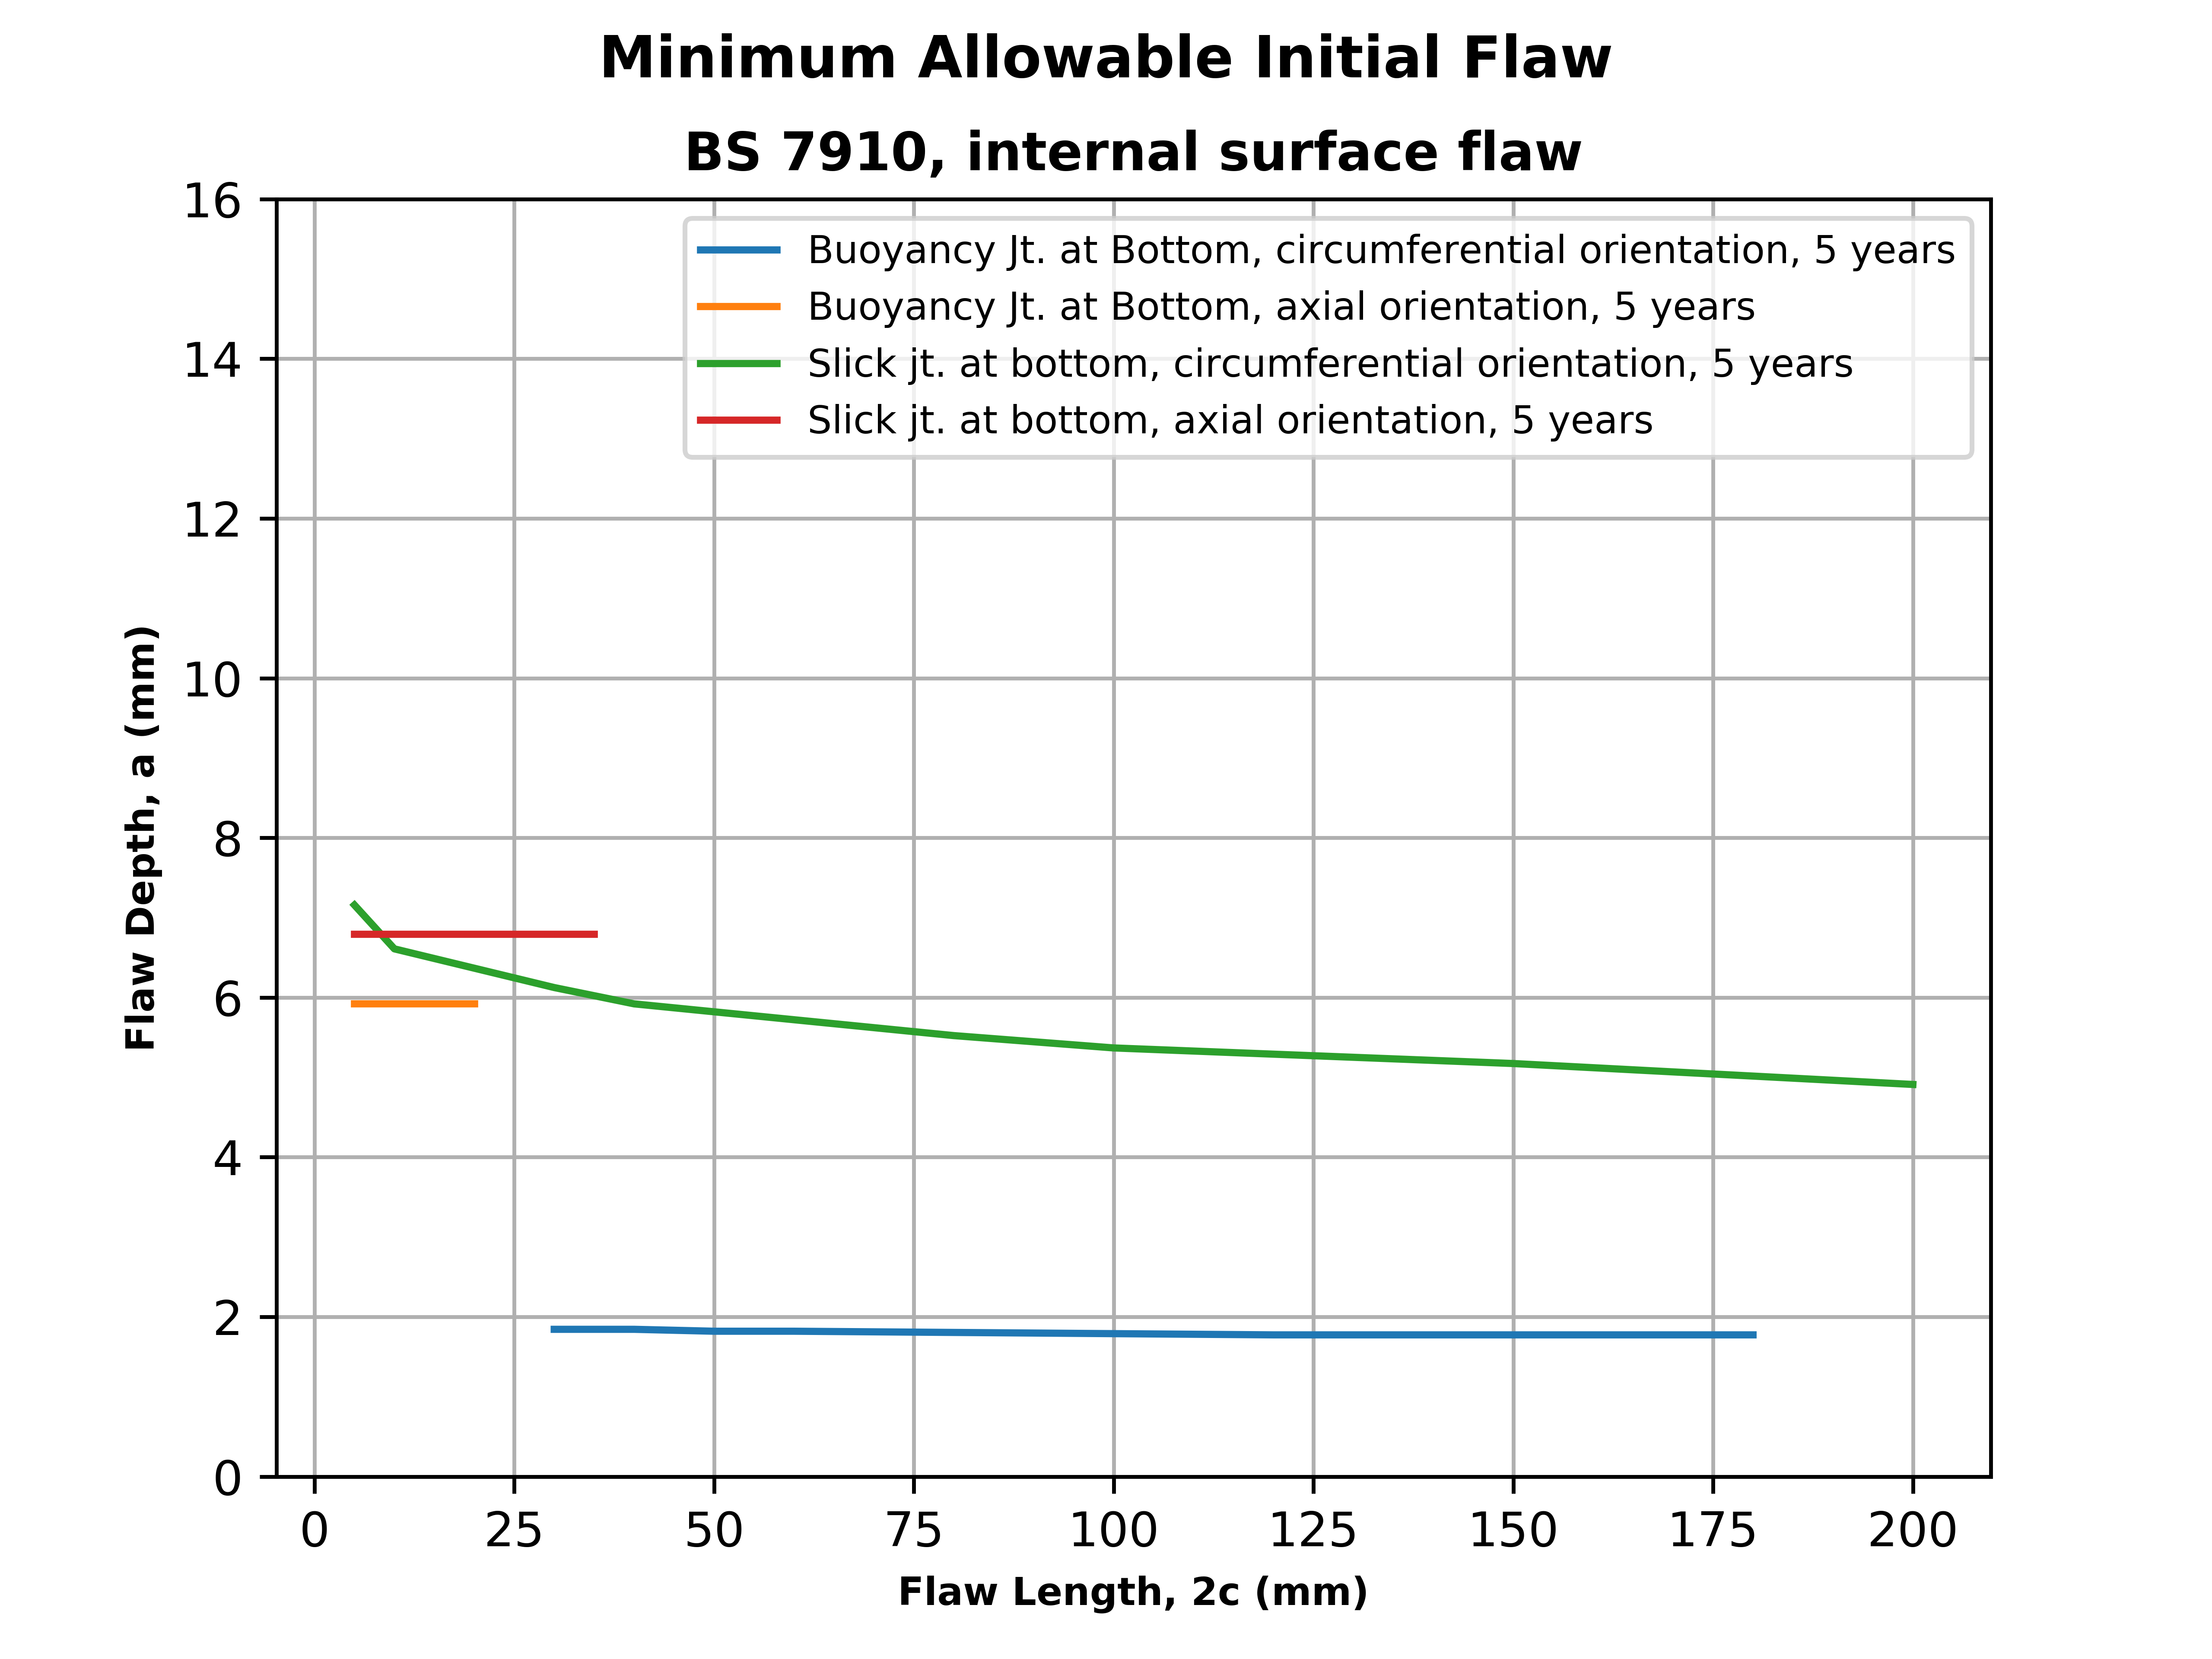 Minimum Allowable Initial Flaw
BS 7910, internal surface flaw
Buoyancy Jt. at Bottom, circumferential orientation, 5 years
Buoyancy Jt. at Bottom, axial orientation, 5 years
Slick jt. at bottom, circumferential orientation, 5 years
Slick jt. at bottom, axial orientation, 5 years
Flaw Depth, a (mm)
16
14
12
10
8
6
4
2
0
0 25 50 75 100 125 150 175 200
Flaw Length, 2c (mm)